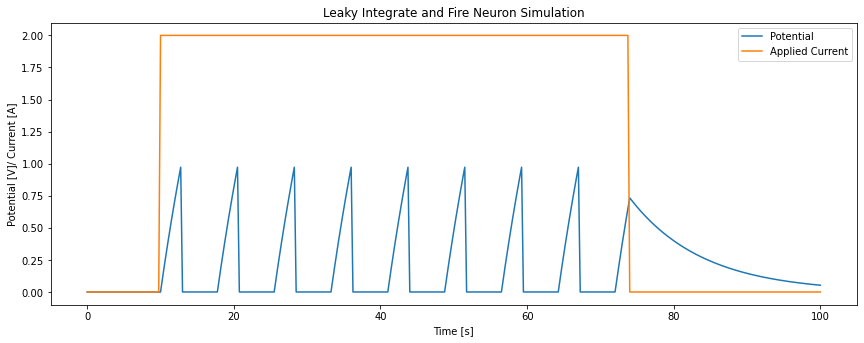 Leaky Integrate and Fire Neuron Simulation
Potential
Applied Current
Potential [V]/ Current [A]
2.00
1.75
1.50
1.25
1.00
0.75
0.50
0.25
0.00
0 20 40 60 80 100
Time [s]